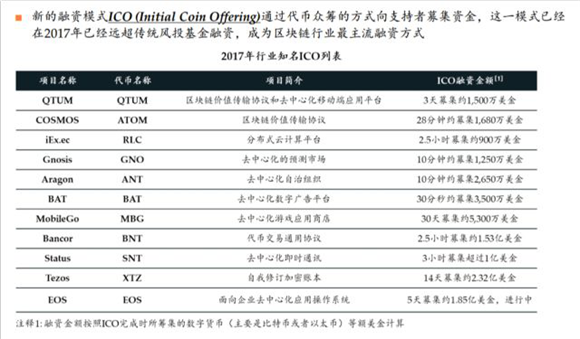 新的融资模式ICO (Initial Coin Offering)通过代币众筹的方式向支持者募集资金，这一模式已经
在2017年已经远超传统风投基金融资，成为区块链行业最主流融资方式
2017年行业知名ICO列表
项目名称 代币名称 项目简介 ICO融资金额[1]
QTUM QTUM 区块链价值传输协议和去中心化移动端应用平台 3天募集约1,500万美金
COSMOS ATOM 区块链价值传输协议 28分钟约募集1,680万美金
iEx.ec RLC 分布式云计算平台 2.5小时募集约900万美金
Gnosis GNO 去中心化的预测市场 10分钟约募集1,250万美金
Aragon ANT 去中心化自治组织 10分钟约募集2,650万美金
BAT BAT 去中心化数字广告平台 30分秒约募集3,500万美金
MobileGo MBG 去中心化游戏应用商店 30天募集约5,300万美金
Bancor BNT 代币交易通用协议 2.5小时募集约1.53亿美金
Status SNT 去中心化即时通讯 3小时募集超过1亿美金
Tezos XTZ 自我修订加密账本 14天募集约2.32亿美金
EOS EOS 面向企业去中心化应用操作系统 5天募集约1.85亿美金，进行中
注释1: 融资金额按照ICO完成时所筹集的数字货币（主要是比特币或者以太币）等额美金计算